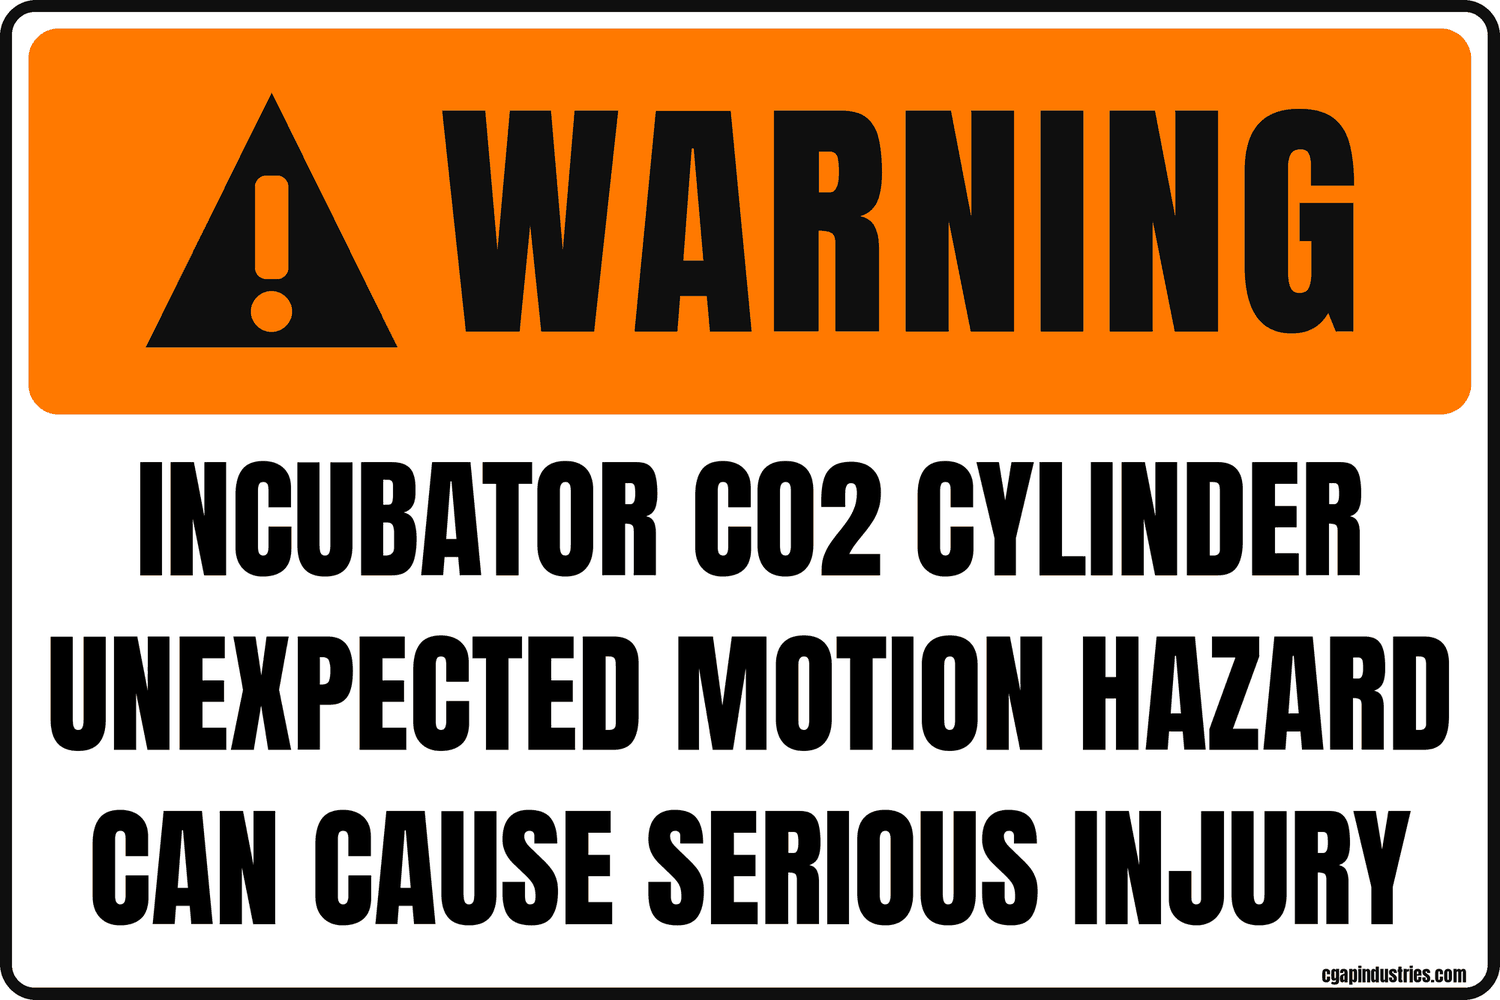 WARNING
INCUBATOR CO2 CYLINDER
UNEXPECTED MOTION HAZARD
CAN CAUSE SERIOUS INJURY
cgapindustries.com